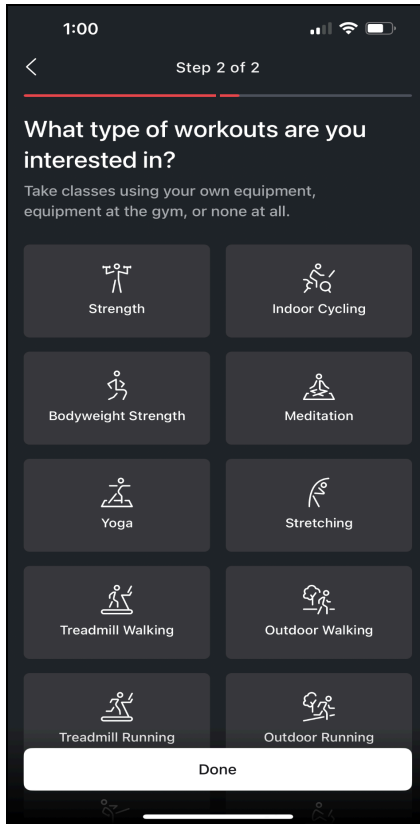 1:00
Step 2 of 2
What type of workouts are you
interested in?
Take classes using your own equipment,
equipment at the gym, or none at all.
Strength
Indoor Cycling
Bodyweight Strength
Meditation
Yoga
Stretching
Treadmill Walking
Outdoor Walking
Treadmill Running
Outdoor Running
Done